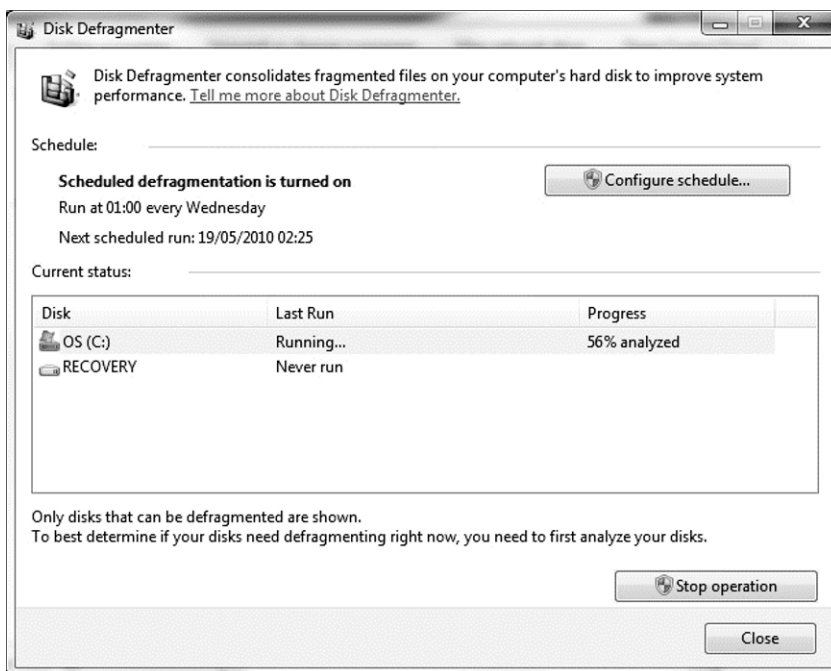 Disk Defragmenter
Disk Defragmenter consolidates fragmented files on your computer's hard disk to improve system
performance. Tell me more about Disk Defragmenter.
Schedule:
Scheduled defragmentation is turned on
Configure schedule...
Run at 01:00 every Wednesday
Next scheduled run: 19/05/2010 02:25
Current status:
Disk Last Run Progress
OS (C:) Running... 56% analyzed
RECOVERY Never run
Only disks that can be defragmented are shown.
To best determine if your disks need defragmenting right now, you need to first analyze your disks.
Stop operation
Close